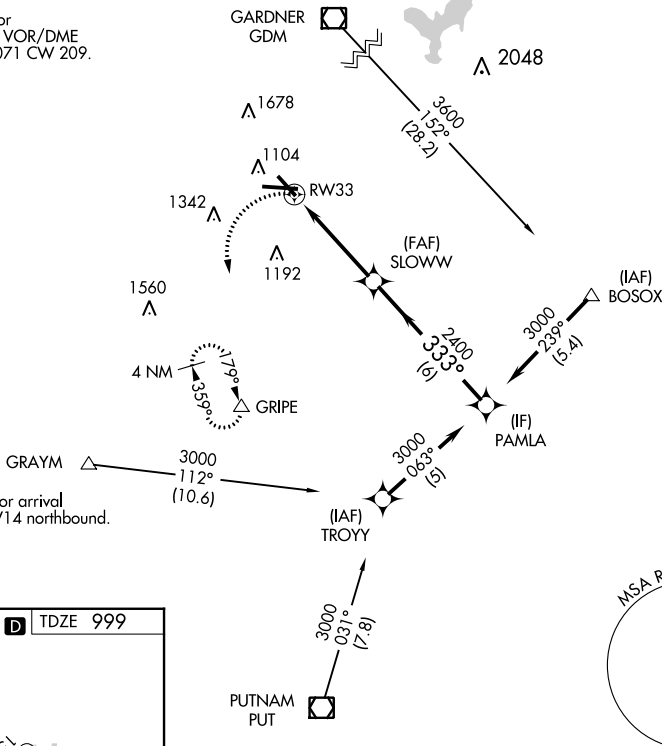 or
VOR/DME
071 CW 209.
GARDNER
GDM
2048
3600
152°
(28.2)
1678
1104
RW33
1342
1192
(FAF)
SLOWW
1560
(IAF)
BOSOX
3000
239°
(5.4)
2400
333°
(6)
4 NM
179°
359°
GRIPE
(IF)
PAMLA
GRAYM
3000
112°
(10.6)
3000
063°
(5)
or arrival
14 northbound.
(IAF)
TROYY
3000
031°
(7.8)
MSA
D TDZE 999
PUTNAM
PUT